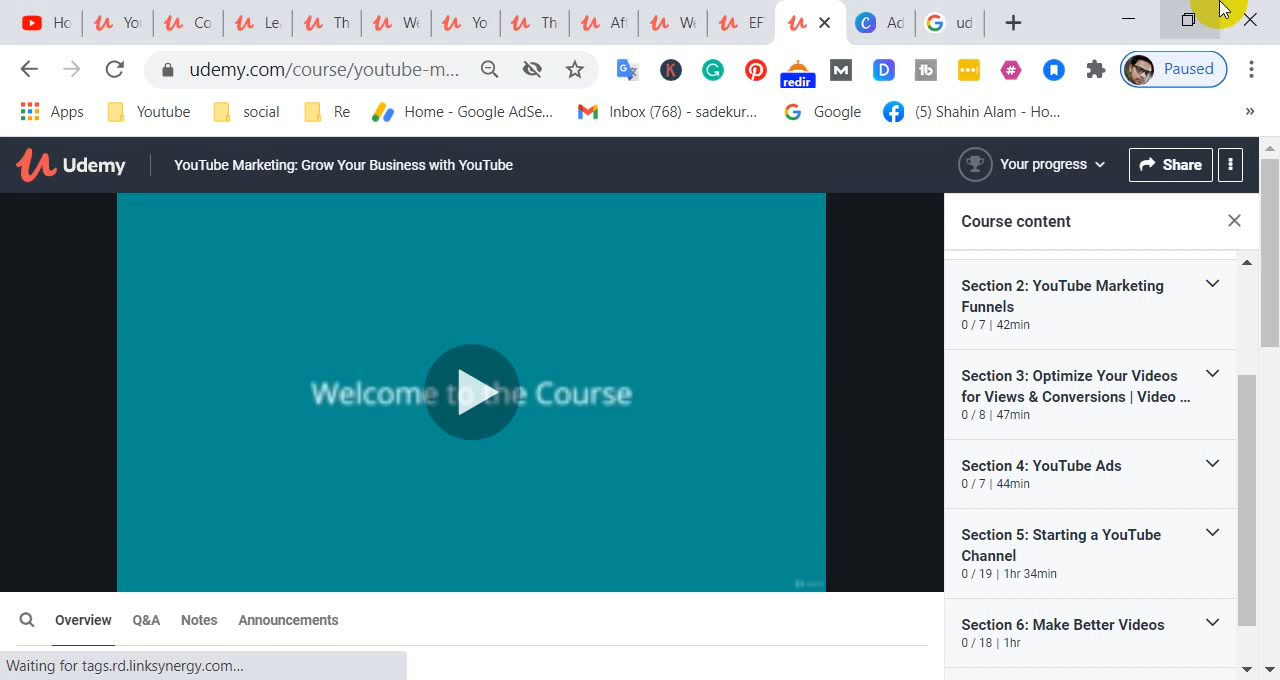 Ho
You
Co
Le
Th
We
Yo
Th
Aff
We
EF
Ad
ud
udemy.com/course/youtube-m...
redir
Paused
Apps
Youtube
social
Re
Home - Google AdSe...
Inbox (768) - sadekur...
Google
(5) Shahin Alam - Ho...
»
Udemy
YouTube Marketing: Grow Your Business with YouTube
Your progress
Share
Welcome to the Course
Course content
Section 2: YouTube Marketing
Funnels
0 / 7 | 42min
Section 3: Optimize Your Videos
for Views & Conversions | Video ...
0 / 8 | 47min
Section 4: YouTube Ads
0 / 7 | 44min
Section 5: Starting a YouTube
Channel
0 / 19 | 1hr 34min
Section 6: Make Better Videos
0 / 18 | 1hr
Overview
Q&A
Notes
Announcements
Waiting for tags.rd.linksynergy.com...